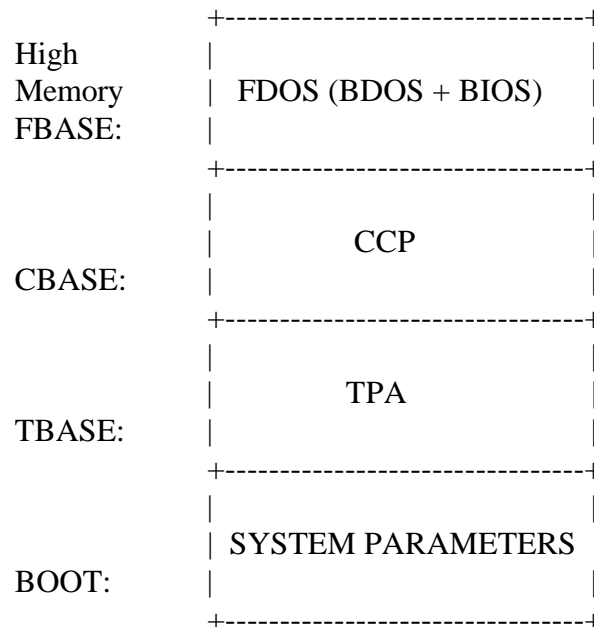 +---------------------------------+
High | |
Memory | FDOS (BDOS + BIOS) |
FBASE: | |
+---------------------------------+
| |
| CCP |
CBASE: | |
+---------------------------------+
| |
| TPA |
TBASE: | |
+---------------------------------+
| |
| SYSTEM PARAMETERS |
BOOT: | |
+---------------------------------+